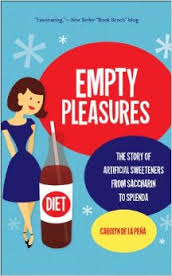 "Fascinating."—New Yorker "Book Bench" blog
EMPTY
PLEASURES
THE STORY OF
ARTIFICIAL SWEETENERS
FROM SACCHARIN
TO SPLENDA
DIET
CAROLYN DE LA PEÑA